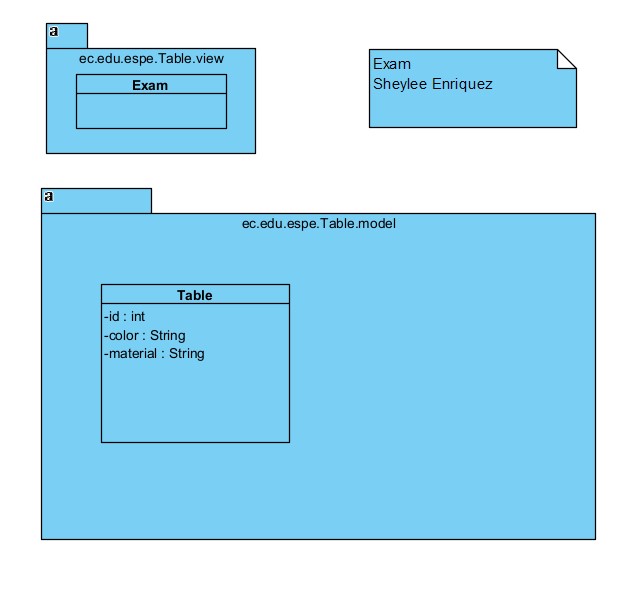 a
ec.edu.espe.Table.view
Exam
Exam
Sheylee Enriquez
a
ec.edu.espe.Table.model
Table
-id : int
-color : String
-material : String